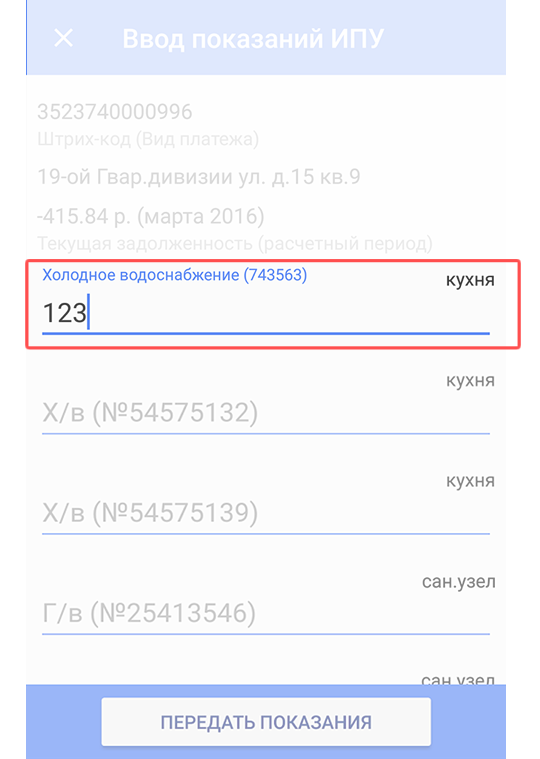 Ввод показаний ИПУ
3523740000996
Штрих-код (Вид платежа)
19-ой Гвар.дивизии ул. д.15 кв.9
-415.84 р. (марта 2016)
Текущая задолженность (расчетный период)
Холодное водоснабжение (743563)
кухня
123
кухня
Х/в (№54575132)
кухня
Х/в (№54575139)
сан.узел
Г/в (№25413546)
сан.узел
ПЕРЕДАТЬ ПОКАЗАНИЯ